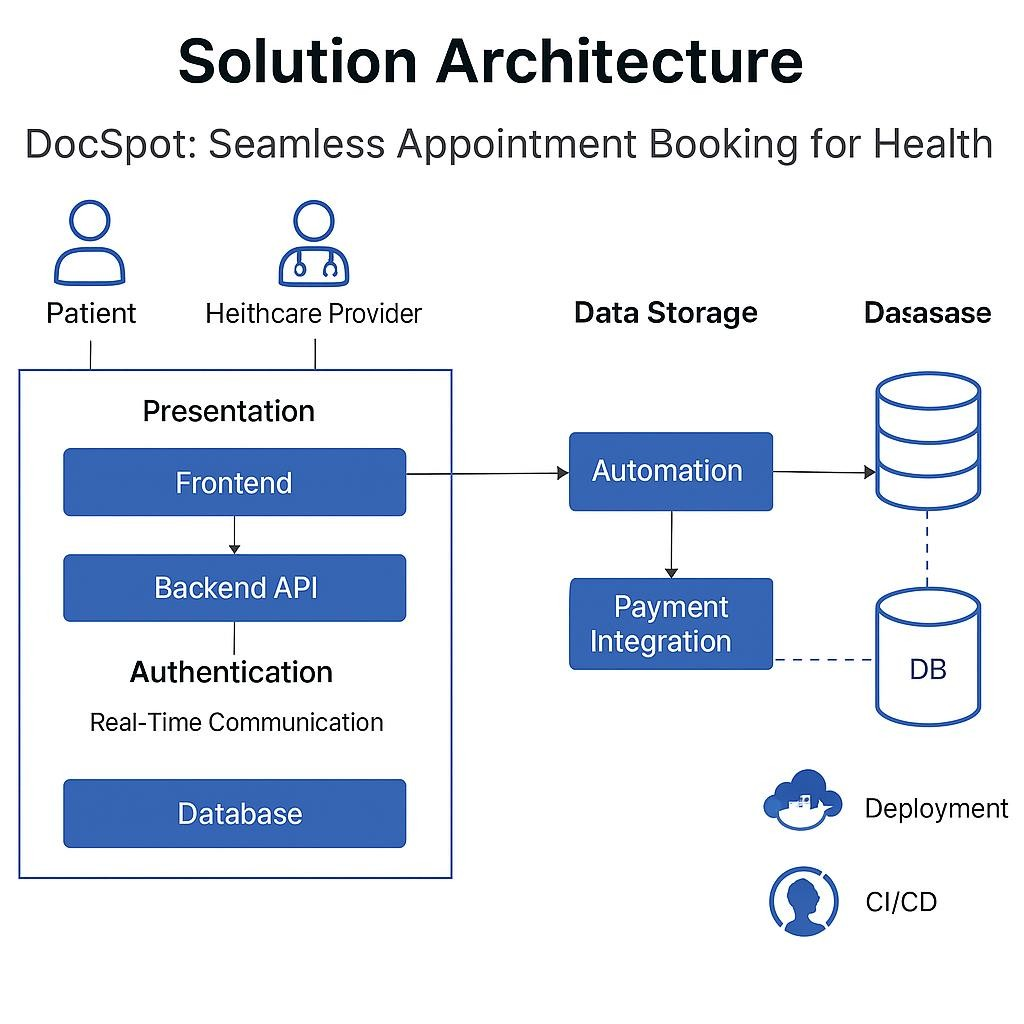 Solution Architecture
DocSpot: Seamless Appointment Booking for Health
Patient
Heithcare Provider
Data Storage
Dasasase
Presentation
Frontend
Automation
Backend API
Payment
Integration
Authentication
DB
Real-Time Communication
Database
Deployment
CI/CD